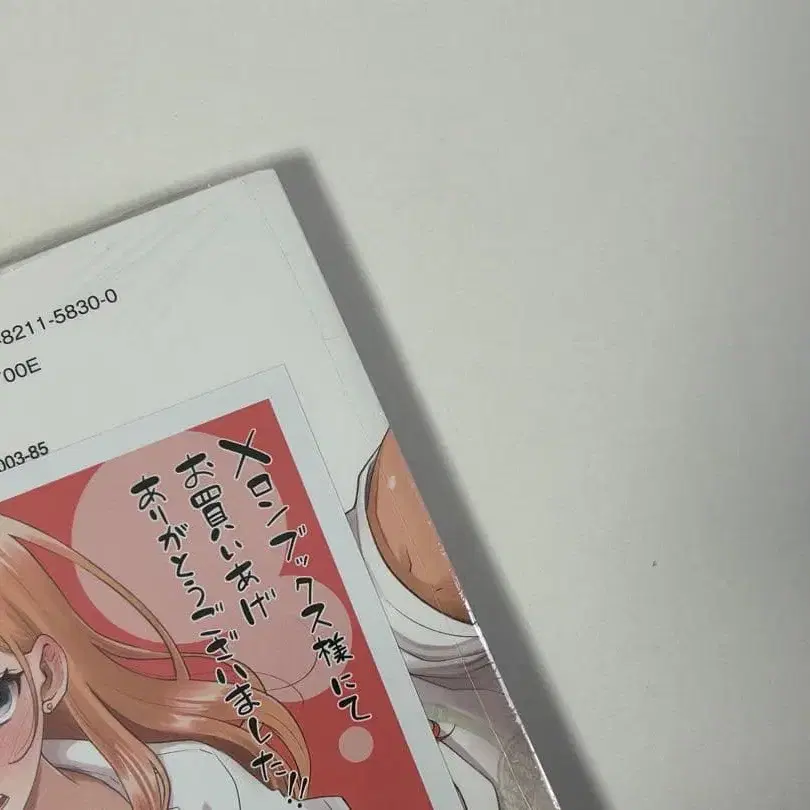 8211-5830-0
00E
003-85
メロンブックス様にて
お買いあげ
ありがとうございました!!